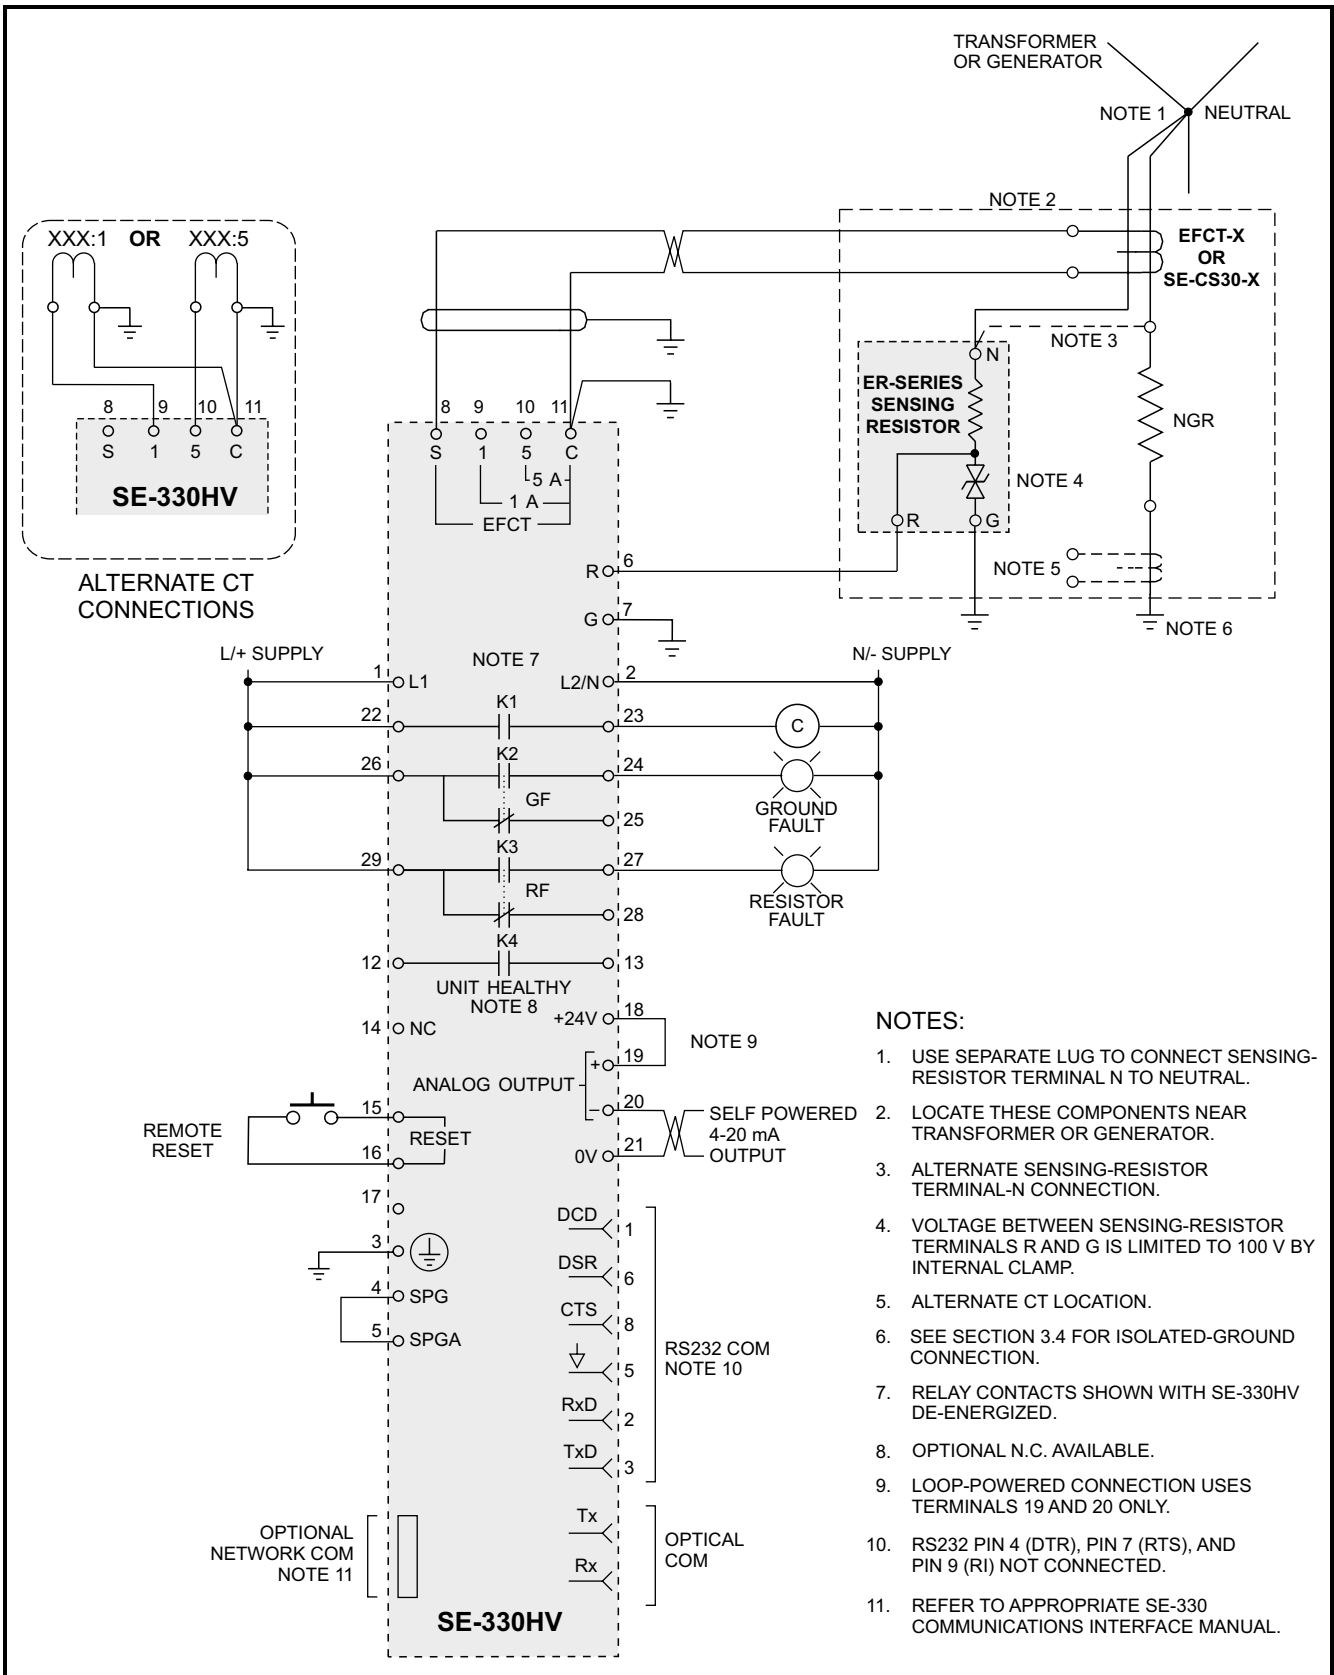 TRANSFORMER
OR GENERATOR
NOTE 1
NEUTRAL
NOTE 2
EFCT-X
OR
SE-CS30-X
XXX:1 OR XXX:5
8 9 10 11
S 1 5 C
SE-330HV
ALTERNATE CT
CONNECTIONS
NOTE 3
N
ER-SERIES
SENSING
RESISTOR
NGR
NOTE 4
R
G
NOTE 5
NOTE 6
8 9 10 11
S 1 5 C
5 A
1 A
EFCT
R 6
G 7
L/+ SUPPLY
NOTE 7
N/- SUPPLY
1 L1
L2/N 2
22
K1
23
C
26
K2
24
GF
GROUND
FAULT
25
29
K3
27
RF
RESISTOR
FAULT
28
K4
12
13
UNIT HEALTHY
NOTE 8
+24V 18
14 NC
NOTE 9
+ 19
ANALOG OUTPUT
– 20
SELF POWERED
4-20 mA
OUTPUT
0V 21
REMOTE
RESET
15
RESET
16
17
3
4 SPG
5 SPGA
DCD
1
DSR
6
CTS
8
5
RxD
2
TxD
3
RS232 COM
NOTE 10
Tx
Rx
OPTICAL
COM
OPTIONAL
NETWORK COM
NOTE 11
SE-330HV
NOTES:
1. USE SEPARATE LUG TO CONNECT SENSING-
RESISTOR TERMINAL N TO NEUTRAL.
2. LOCATE THESE COMPONENTS NEAR
TRANSFORMER OR GENERATOR.
3. ALTERNATE SENSING-RESISTOR
TERMINAL-N CONNECTION.
4. VOLTAGE BETWEEN SENSING-RESISTOR
TERMINALS R AND G IS LIMITED TO 100 V BY
INTERNAL CLAMP.
5. ALTERNATE CT LOCATION.
6. SEE SECTION 3.4 FOR ISOLATED-GROUND
CONNECTION.
7. RELAY CONTACTS SHOWN WITH SE-330HV
DE-ENERGIZED.
8. OPTIONAL N.C. AVAILABLE.
9. LOOP-POWERED CONNECTION USES
TERMINALS 19 AND 20 ONLY.
10. RS232 PIN 4 (DTR), PIN 7 (RTS), AND
PIN 9 (RI) NOT CONNECTED.
11. REFER TO APPROPRIATE SE-330
COMMUNICATIONS INTERFACE MANUAL.